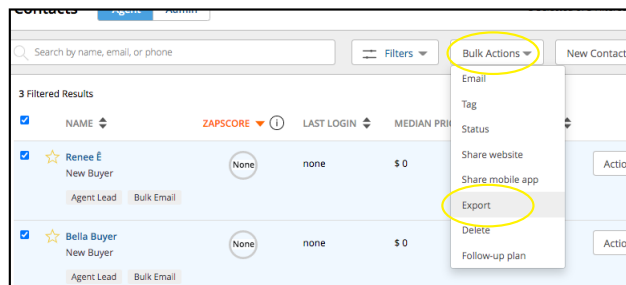 Contacts Agent Admin
Search by name, email, or phone Filters Bulk Actions New Contact
3 Filtered Results
NAME ZAPSCORE LAST LOGIN MEDIAN PRI
Email
Tag
Status
Share website
Share mobile app
Export
Delete
Follow-up plan
Renee Ê None none $ 0 Actio
New Buyer
Agent Lead Bulk Email
Bella Buyer None none $ 0 Actio
New Buyer
Agent Lead Bulk Email